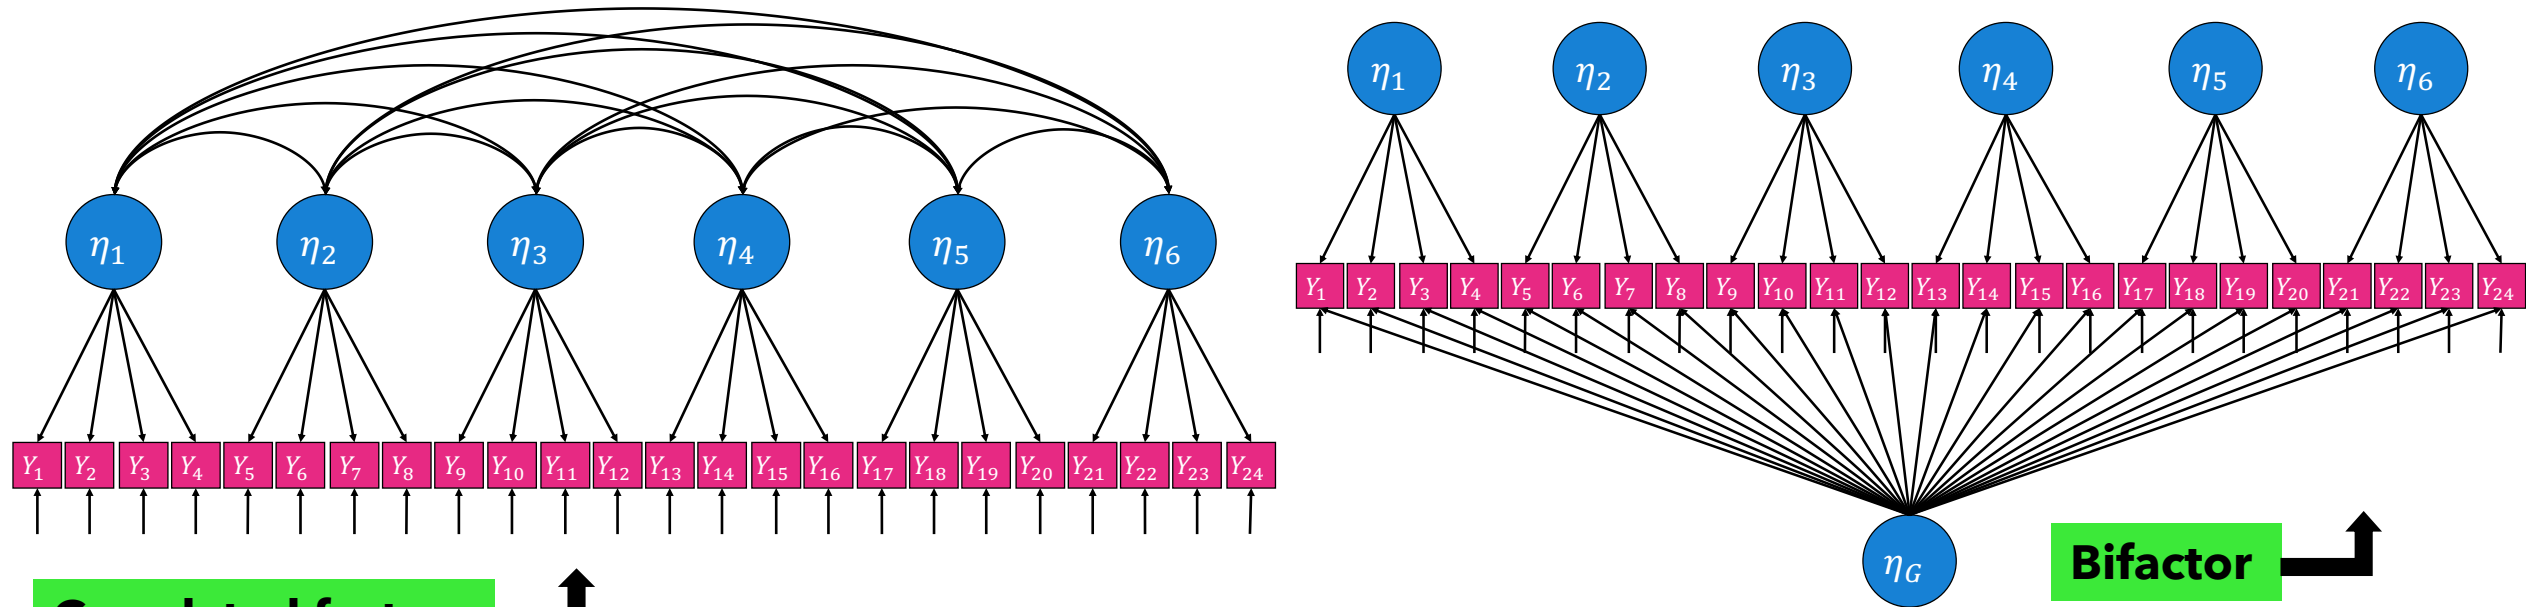 η1 η2 η3 η4 η5 η6
Y1 Y2 Y3 Y4 Y5 Y6 Y7 Y8 Y9 Y10 Y11 Y12 Y13 Y14 Y15 Y16 Y17 Y18 Y19 Y20 Y21 Y22 Y23 Y24
η1 η2 η3 η4 η5 η6
Y1 Y2 Y3 Y4 Y5 Y6 Y7 Y8 Y9 Y10 Y11 Y12 Y13 Y14 Y15 Y16 Y17 Y18 Y19 Y20 Y21 Y22 Y23 Y24
ηG
Bifactor